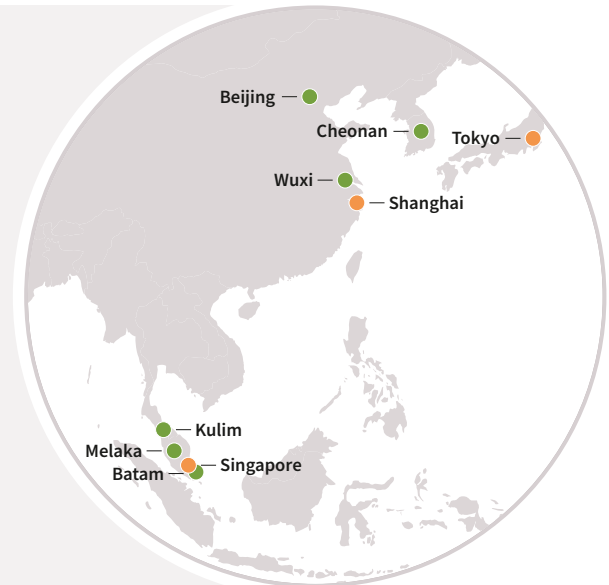 Beijing
Cheonan
Tokyo
Wuxi
Shanghai
Kulim
Melaka
Singapore
Batam